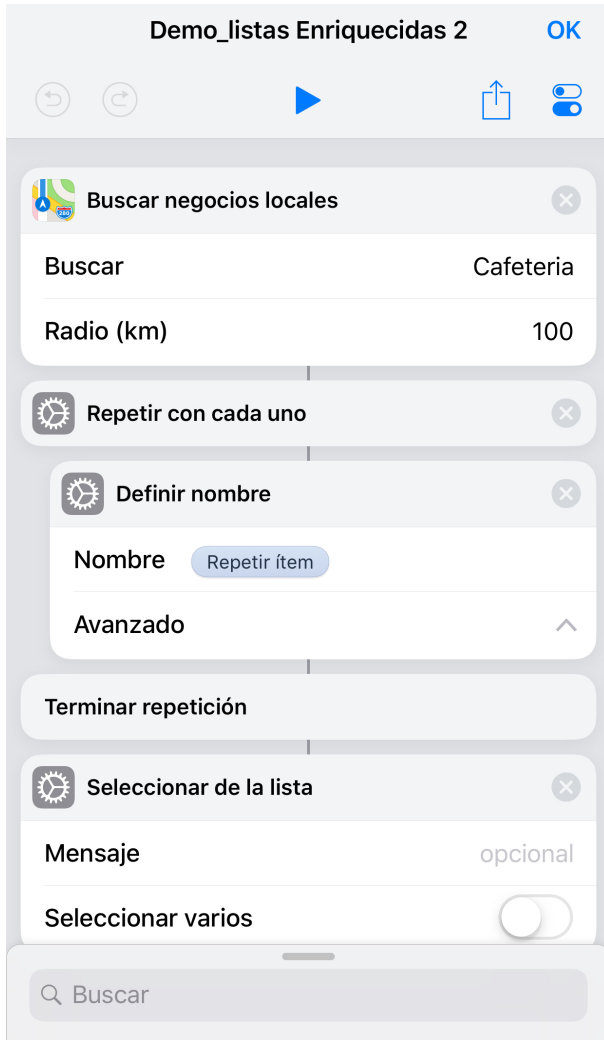 Demo_listas Enriquecidas 2
OK
Buscar negocios locales
Buscar Cafeteria
Radio (km) 100
Repetir con cada uno
Definir nombre
Nombre Repetir ítem
Avanzado
Terminar repetición
Seleccionar de la lista
Mensaje opcional
Seleccionar varios
Buscar